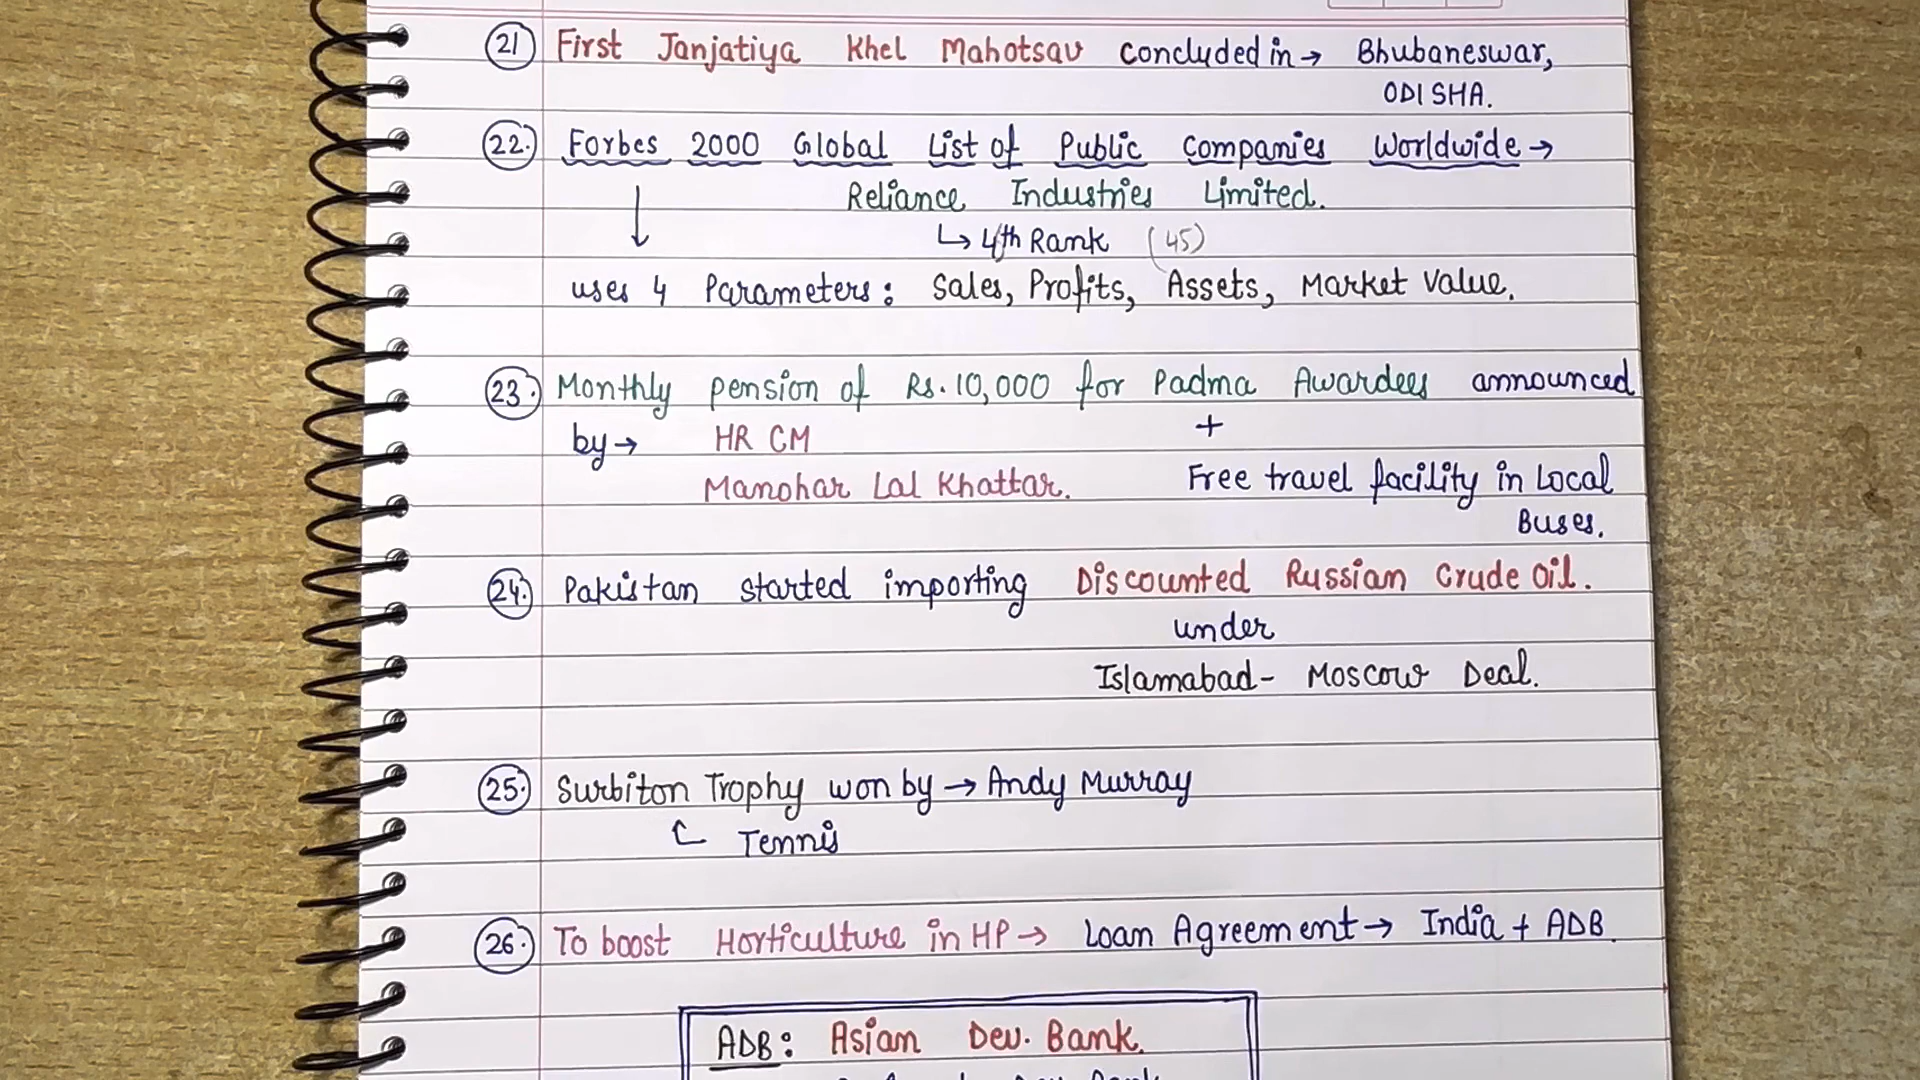 21 First Janjatiya Khel Mahotsav concluded in → Bhubaneswar,
ODISHA.
22. Forbes 2000 Global List of Public Companies Worldwide →
Reliance Industries Limited.
↳ 4th Rank (45)
uses 4 Parameters: Sales, Profits, Assets, Market Value.
23. Monthly pension of Rs. 10,000 for Padma Awardees announced
by → HR CM +
Manohar Lal Khattar. Free travel facility in Local
Buses.
24. Pakistan started importing Discounted Russian Crude Oil.
under
Islamabad - Moscow Deal.
25. Surbiton Trophy won by → Andy Murray
Tennis
26. To boost Horticulture in HP → Loan Agreement → India + ADB.
ADB: Asian Dev. Bank.